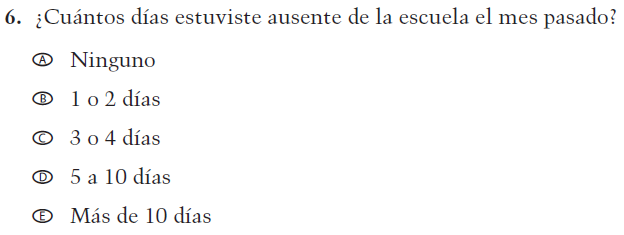 6. ¿Cuántos días estuviste ausente de la escuela el mes pasado?
A Ninguno
B 1 o 2 días
C 3 o 4 días
D 5 a 10 días
E Más de 10 días